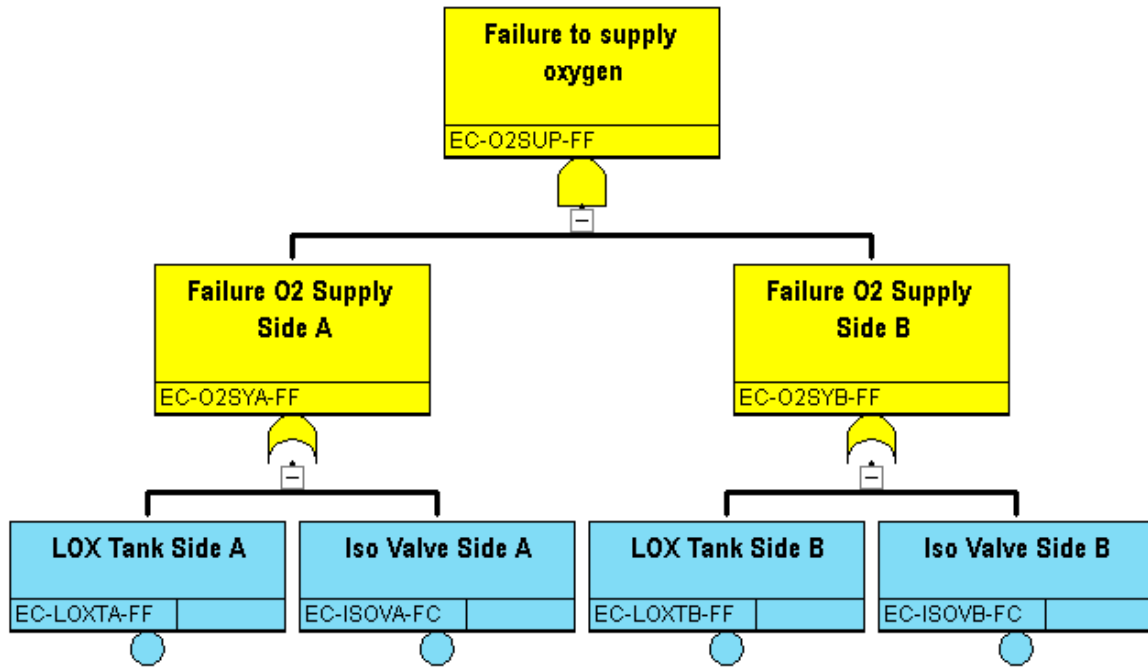 Failure to supply
oxygen
EC-O2SUP-FF
Failure O2 Supply
Side A
EC-O2SYA-FF
Failure O2 Supply
Side B
EC-O2SYB-FF
LOX Tank Side A
EC-LOXTA-FF
Iso Valve Side A
EC-ISOVA-FC
LOX Tank Side B
EC-LOXTB-FF
Iso Valve Side B
EC-ISOVB-FC